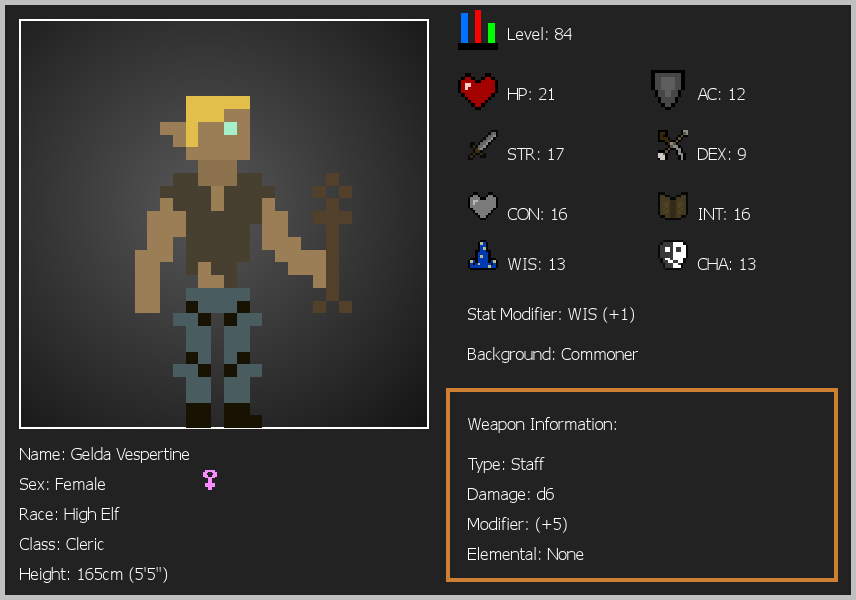 Level: 84
HP: 21
AC: 12
STR: 17
DEX: 9
CON: 16
INT: 16
WIS: 13
CHA: 13
Stat Modifier: WIS (+1)
Background: Commoner
Weapon Information:
Type: Staff
Damage: d6
Modifier: (+5)
Elemental: None
Name: Gelda Vespertine
Sex: Female
Race: High Elf
Class: Cleric
Height: 165cm (5'5")